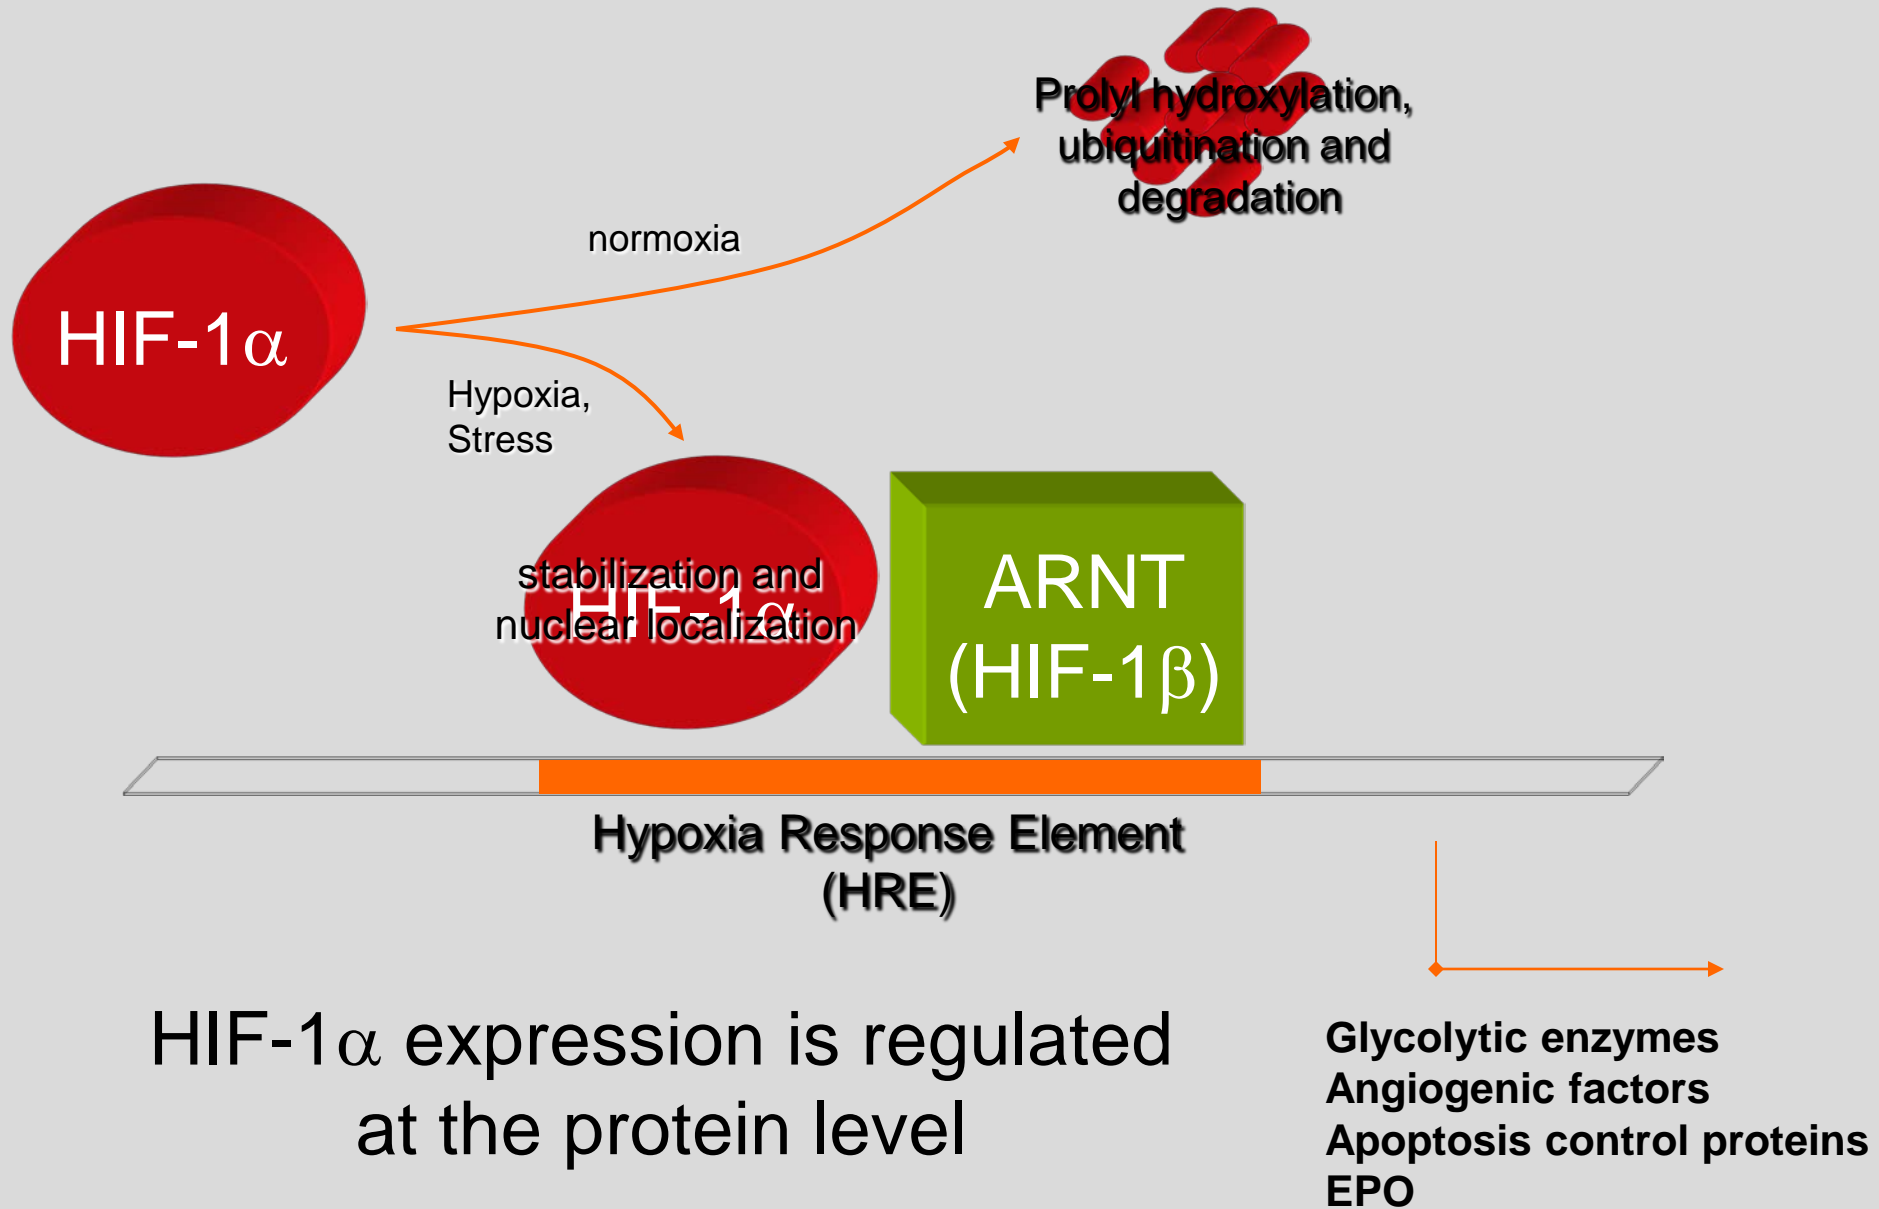 Prolyl hydroxylation,
ubiquitination and
degradation
normoxia
HIF-1α
Hypoxia,
Stress
stabilization and
nuclear localization
HIF-1α
ARNT
(HIF-1β)
Hypoxia Response Element
(HRE)
HIF-1α expression is regulated
at the protein level
Glycolytic enzymes
Angiogenic factors
Apoptosis control proteins
EPO